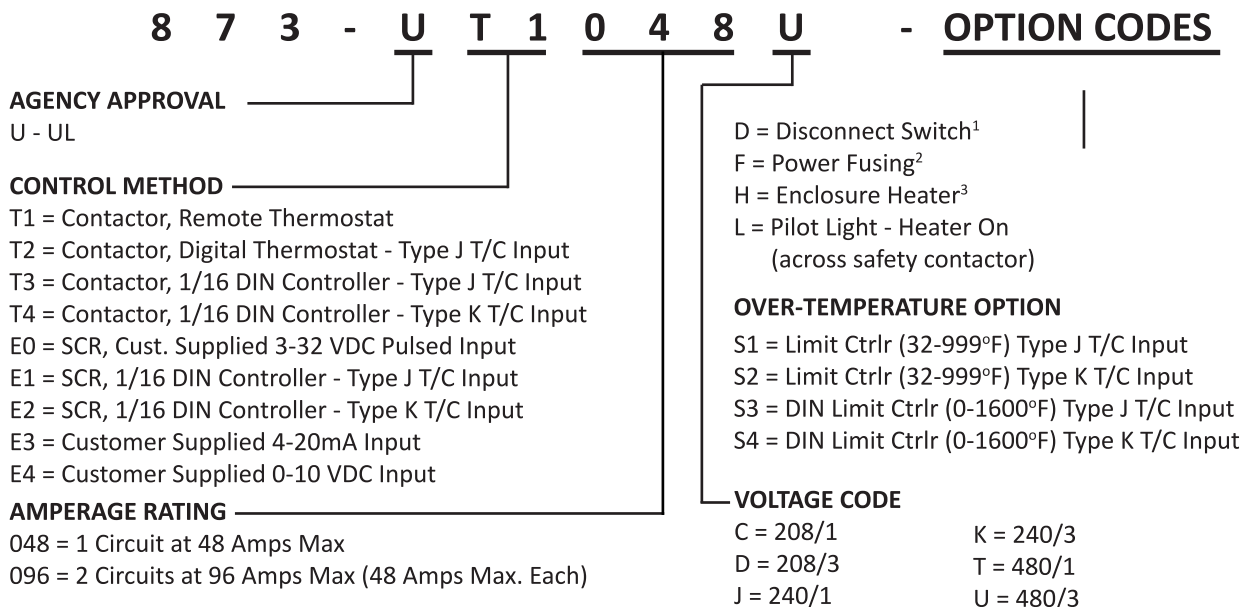 8 7 3 - U T 1 0 4 8 U - OPTION CODES
AGENCY APPROVAL
U - UL
CONTROL METHOD
T1 = Contactor, Remote Thermostat
T2 = Contactor, Digital Thermostat - Type J T/C Input
T3 = Contactor, 1/16 DIN Controller - Type J T/C Input
T4 = Contactor, 1/16 DIN Controller - Type K T/C Input
E0 = SCR, Cust. Supplied 3-32 VDC Pulsed Input
E1 = SCR, 1/16 DIN Controller - Type J T/C Input
E2 = SCR, 1/16 DIN Controller - Type K T/C Input
E3 = Customer Supplied 4-20mA Input
E4 = Customer Supplied 0-10 VDC Input
AMPERAGE RATING
048 = 1 Circuit at 48 Amps Max
096 = 2 Circuits at 96 Amps Max (48 Amps Max. Each)
D = Disconnect Switch¹
F = Power Fusing²
H = Enclosure Heater³
L = Pilot Light - Heater On
(across safety contactor)
OVER-TEMPERATURE OPTION
S1 = Limit Ctrlr (32-999°F) Type J T/C Input
S2 = Limit Ctrlr (32-999°F) Type K T/C Input
S3 = DIN Limit Ctrlr (0-1600°F) Type J T/C Input
S4 = DIN Limit Ctrlr (0-1600°F) Type K T/C Input
VOLTAGE CODE
C = 208/1
D = 208/3
J = 240/1
K = 240/3
T = 480/1
U = 480/3